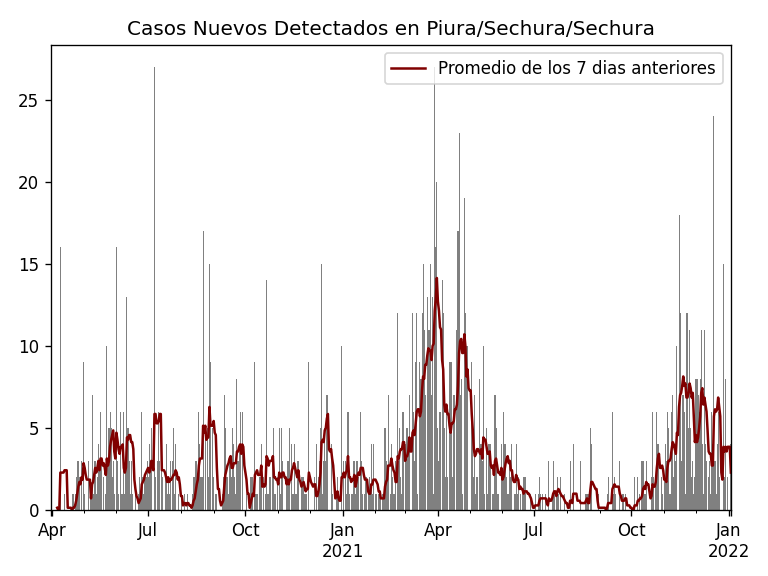 Casos Nuevos Detectados en Piura/Sechura/Sechura
Promedio de los 7 dias anteriores
25
20
15
10
5
0
Apr Jul Oct Jan Apr Jul Oct Jan
2021 2022